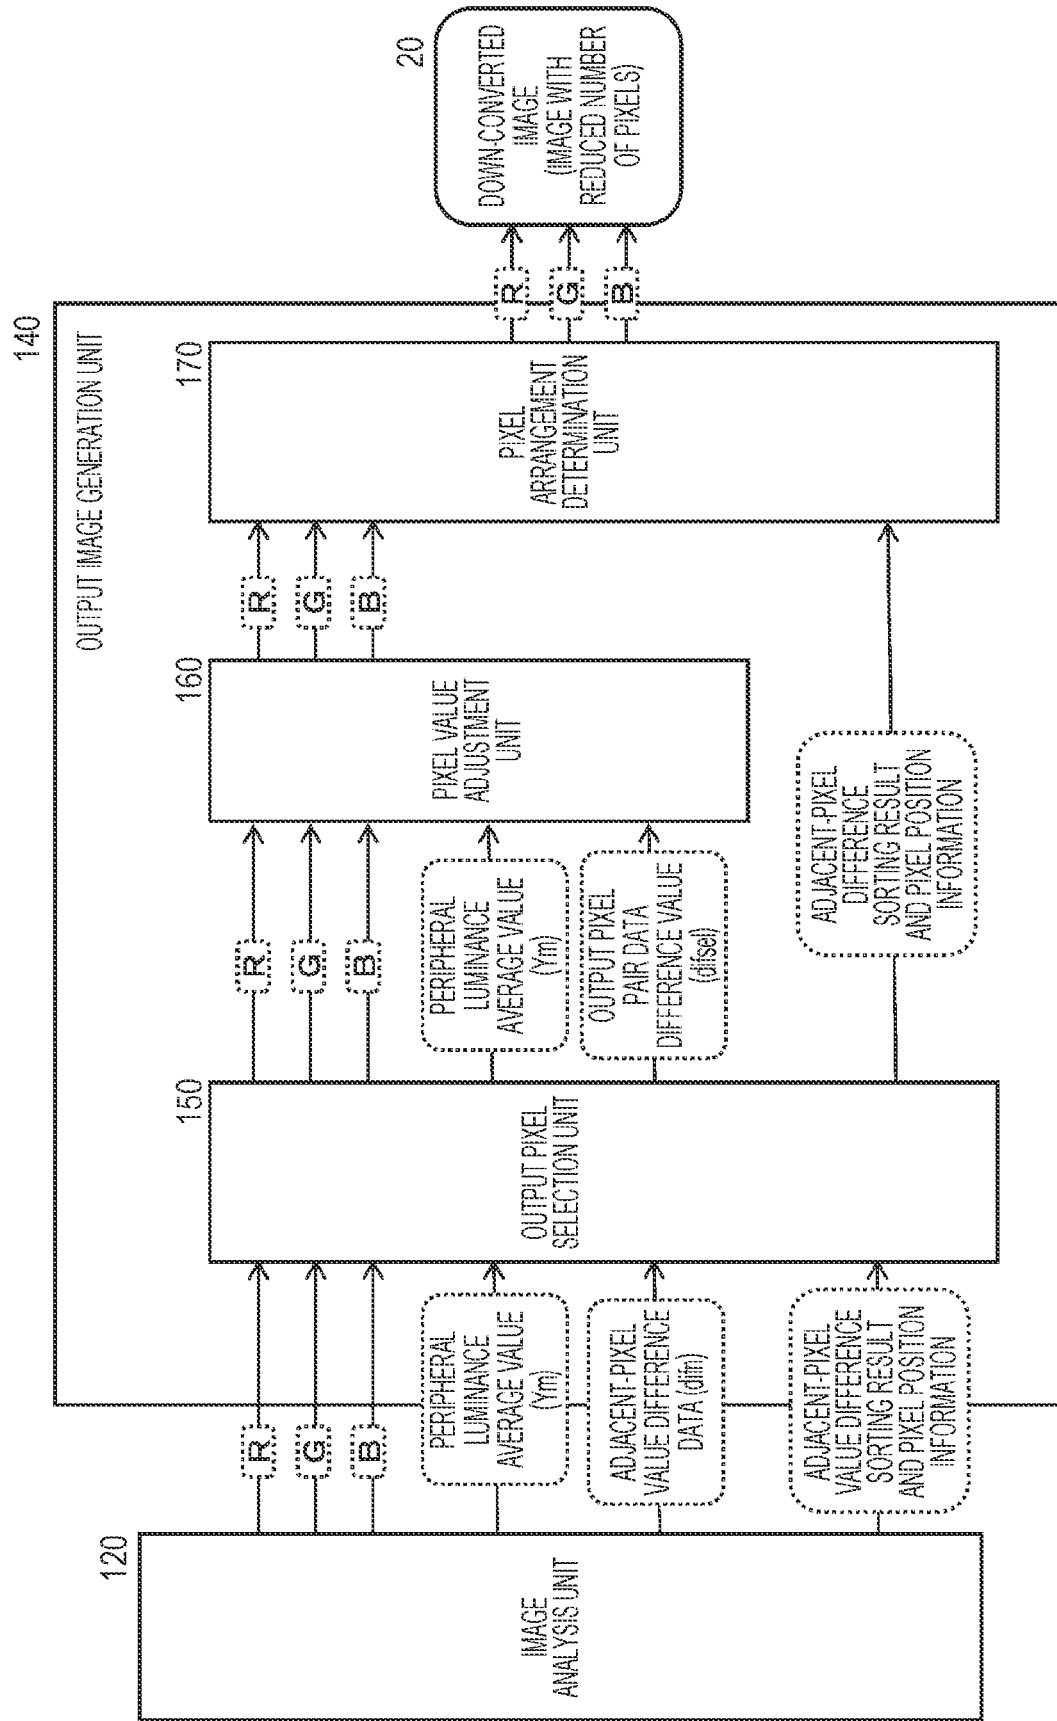 120
IMAGE
ANALYSIS UNIT
R
G
B
PERIPHERAL
LUMINANCE
AVERAGE VALUE
(Ym)
ADJACENT-PIXEL
VALUE DIFFERENCE
DATA (difn)
ADJACENT-PIXEL
VALUE DIFFERENCE
SORTING RESULT
AND PIXEL POSITION
INFORMATION
140
OUTPUT IMAGE GENERATION UNIT
150
OUTPUT PIXEL
SELECTION UNIT
R
G
B
PERIPHERAL
LUMINANCE
AVERAGE VALUE
(Ym)
OUTPUT PIXEL
PAIR DATA
DIFFERENCE VALUE
(difsel)
ADJACENT-PIXEL
DIFFERENCE
SORTING RESULT
AND PIXEL POSITION
INFORMATION
160
PIXEL VALUE
ADJUSTMENT
UNIT
R
G
B
170
PIXEL
ARRANGEMENT
DETERMINATION
UNIT
R
G
B
20
DOWN-CONVERTED
IMAGE
(IMAGE WITH
REDUCED NUMBER
OF PIXELS)